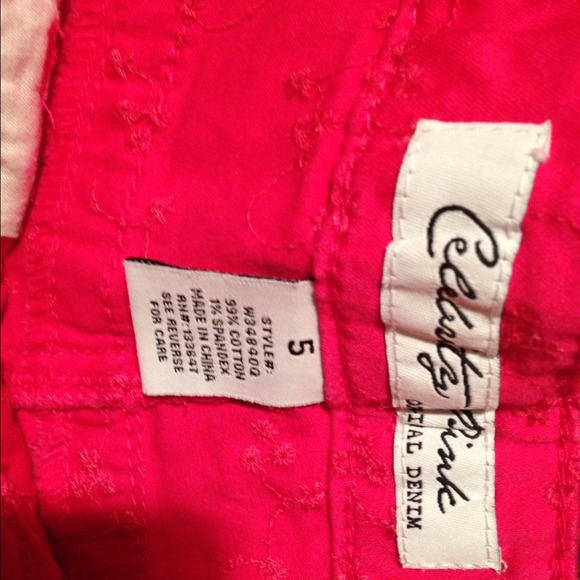 Celebrity Pink
DENIM
5
STYLE#:
W34840Q
99% COTTON
1% SPANDEX
MADE IN CHINA
RN#:133647
SEE REVERSE
FOR CARE